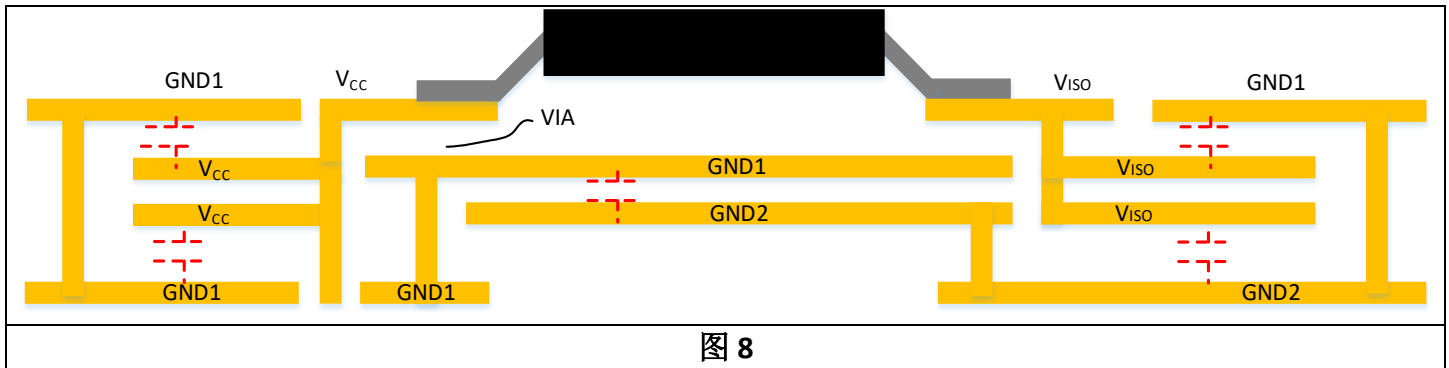 GND1
VCC
VISO
GND1
VIA
VCC
GND1
VISO
VCC
GND2
VISO
GND1
GND1
GND2
图 8